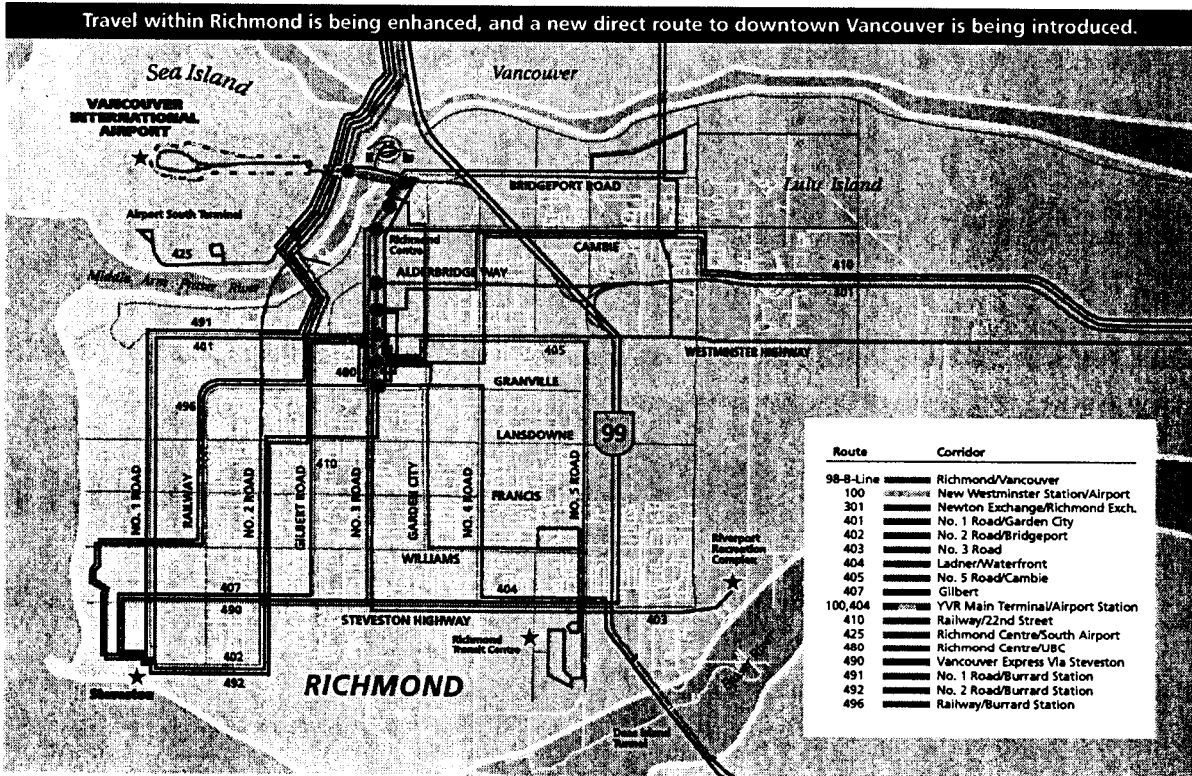 Travel within Richmond is being enhanced, and a new direct route to downtown Vancouver is being introduced.
Sea Island
Vancouver
VANCOUVER
INTERNATIONAL
AIRPORT
BRIDGEPORT ROAD
Lulu Island
Airport South Terminal
425
Richmond
Centre
CAMBIE
410
301
ALDERBRIDGE WAY
Middle Arm Fraser River
491
401
405
WESTMINSTER HIGHWAY
480
GRANVILLE
496
LANSDOWNE
99
410
NO. 1 ROAD
RAILWAY
NO. 2 ROAD
GILBERT ROAD
NO. 3 ROAD
GARDEN CITY
NO. 4 ROAD
FRANCIS
NO. 5 ROAD
WILLIAMS
Riverport
Recreation
Complex
407
404
490
STEVESTON HIGHWAY
403
402
Richmond
Transit Centre
492
Steveston
RICHMOND
Route Corridor
98-B-Line Richmond/Vancouver
100 New Westminster Station/Airport
301 Newton Exchange/Richmond Exch.
401 No. 1 Road/Garden City
402 No. 2 Road/Bridgeport
403 No. 3 Road
404 Ladner/Waterfront
405 No. 5 Road/Cambie
407 Gilbert
100,404 YVR Main Terminal/Airport Station
410 Railway/22nd Street
425 Richmond Centre/South Airport
480 Richmond Centre/UBC
490 Vancouver Express Via Steveston
491 No. 1 Road/Burrard Station
492 No. 2 Road/Burrard Station
496 Railway/Burrard Station